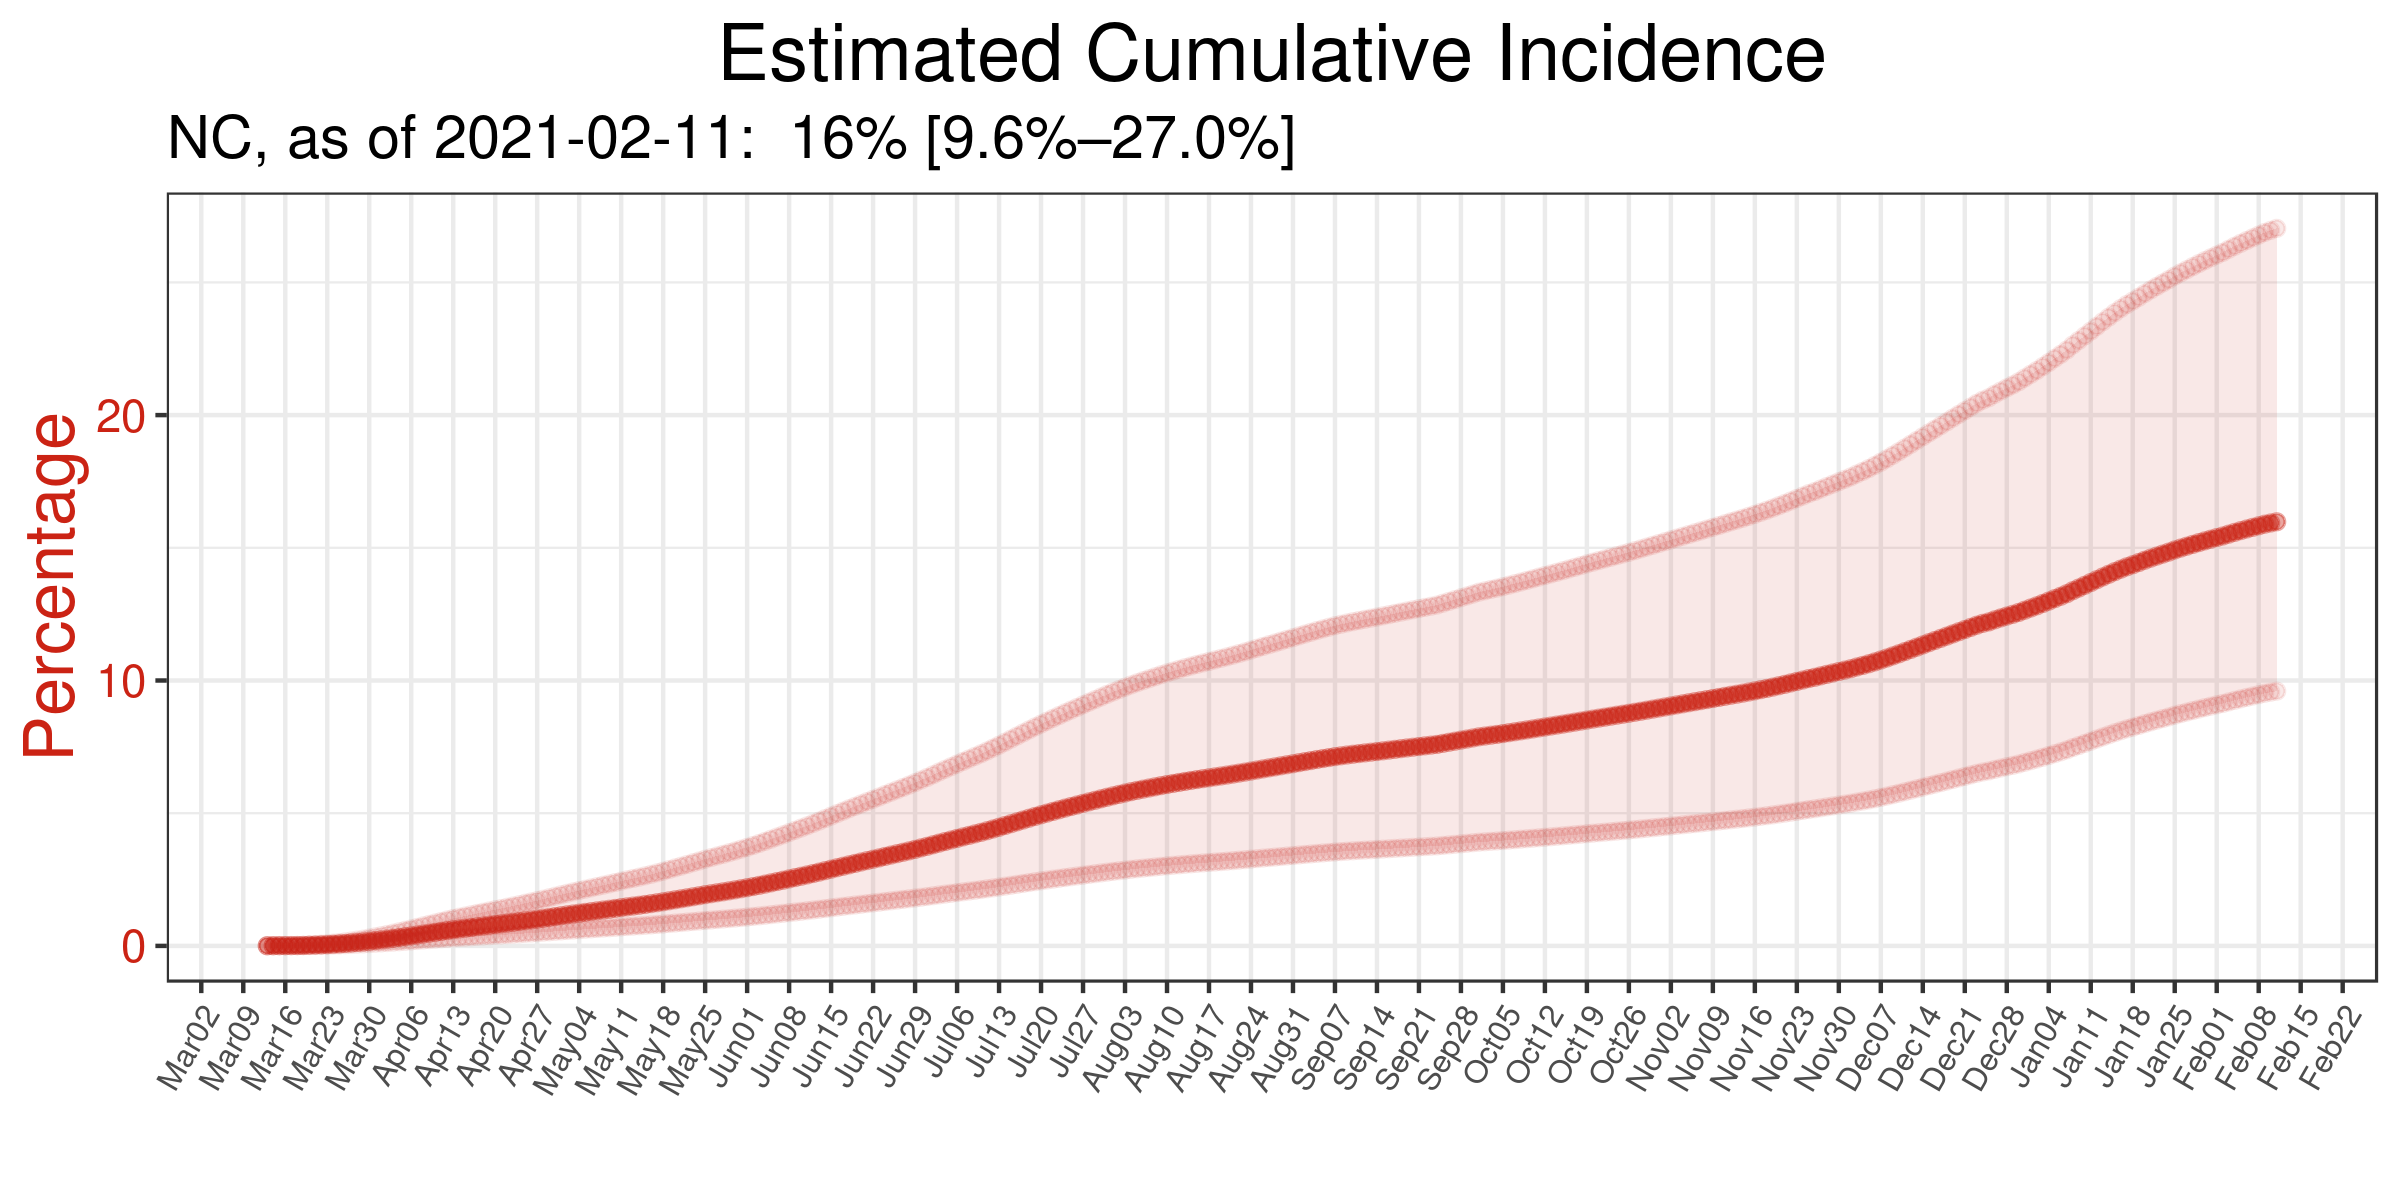 Estimated Cumulative Incidence
NC, as of 2021-02-11:  16% [9.6%–27.0%]
Percentage
20
10
0
Mar02
Mar09
Mar16
Mar23
Mar30
Apr06
Apr13
Apr20
Apr27
May04
May11
May18
May25
Jun01
Jun08
Jun15
Jun22
Jun29
Jul06
Jul13
Jul20
Jul27
Aug03
Aug10
Aug17
Aug24
Aug31
Sep07
Sep14
Sep21
Sep28
Oct05
Oct12
Oct19
Oct26
Nov02
Nov09
Nov16
Nov23
Nov30
Dec07
Dec14
Dec21
Dec28
Jan04
Jan11
Jan18
Jan25
Feb01
Feb08
Feb15
Feb22